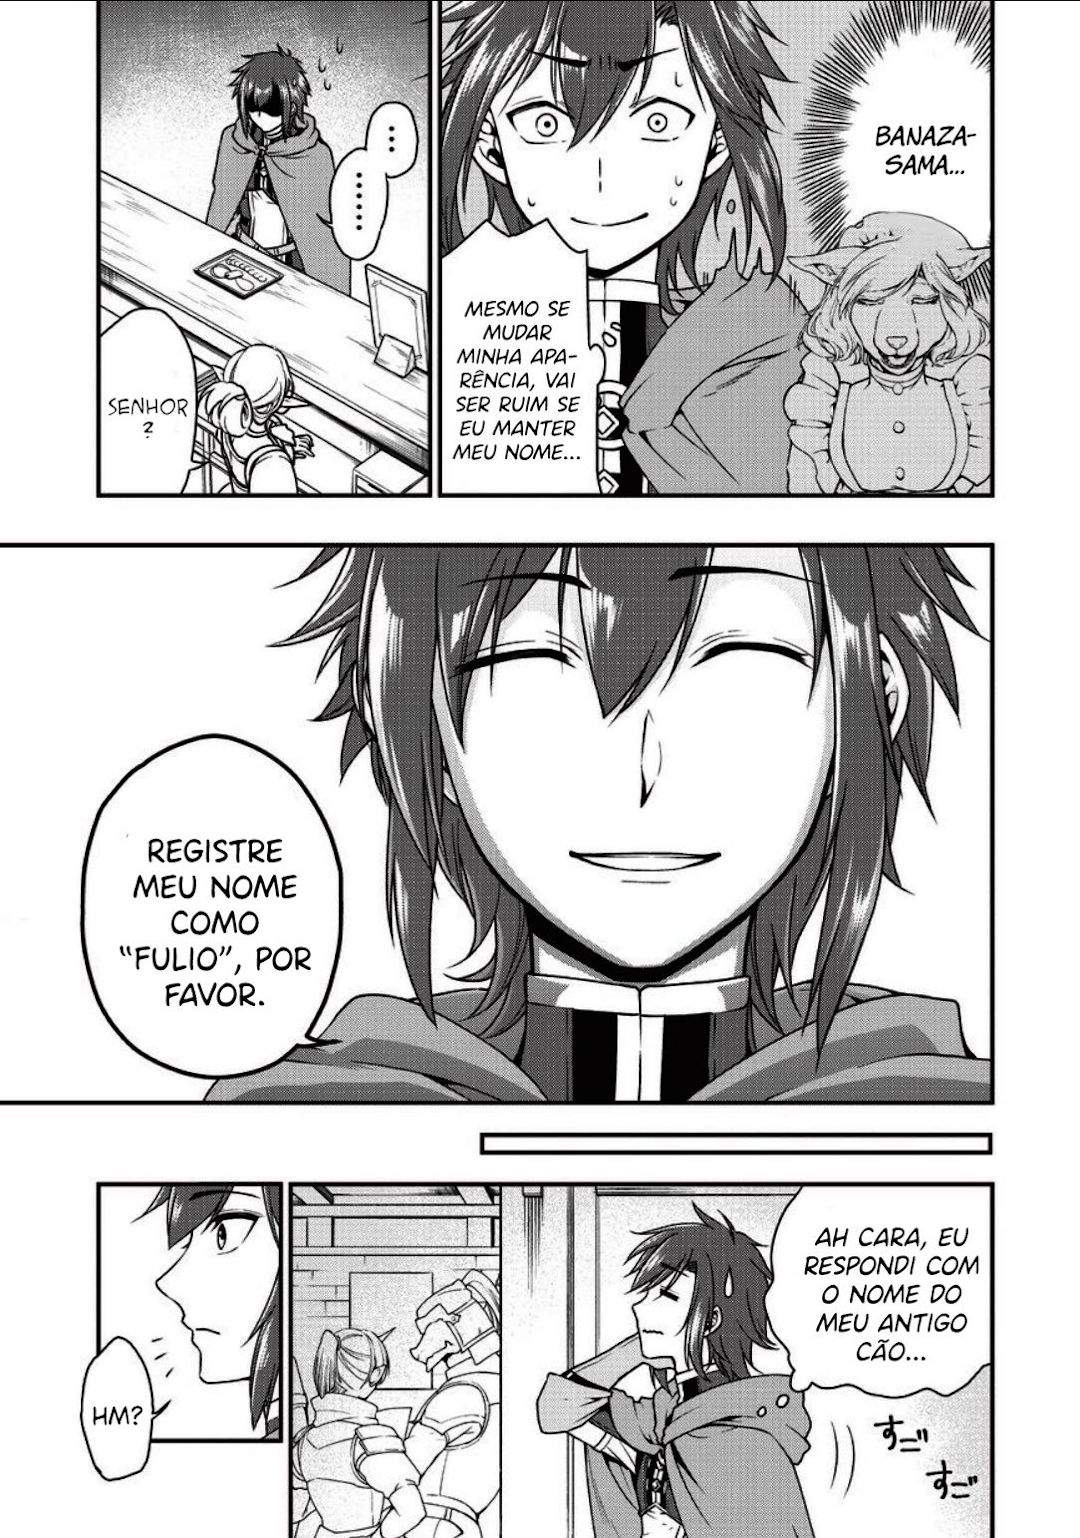 BANAZA-
SAMA...
MESMO SE
MUDAR
MINHA APA-
RÊNCIA, VAI
SER RUIM SE
EU MANTER
MEU NOME...
...
......
SENHOR
?
REGISTRE
MEU NOME
COMO
“FULIO”, POR
FAVOR.
AH CARA, EU
RESPONDI COM
O NOME DO
MEU ANTIGO
CÃO...
すご
すご
HM?